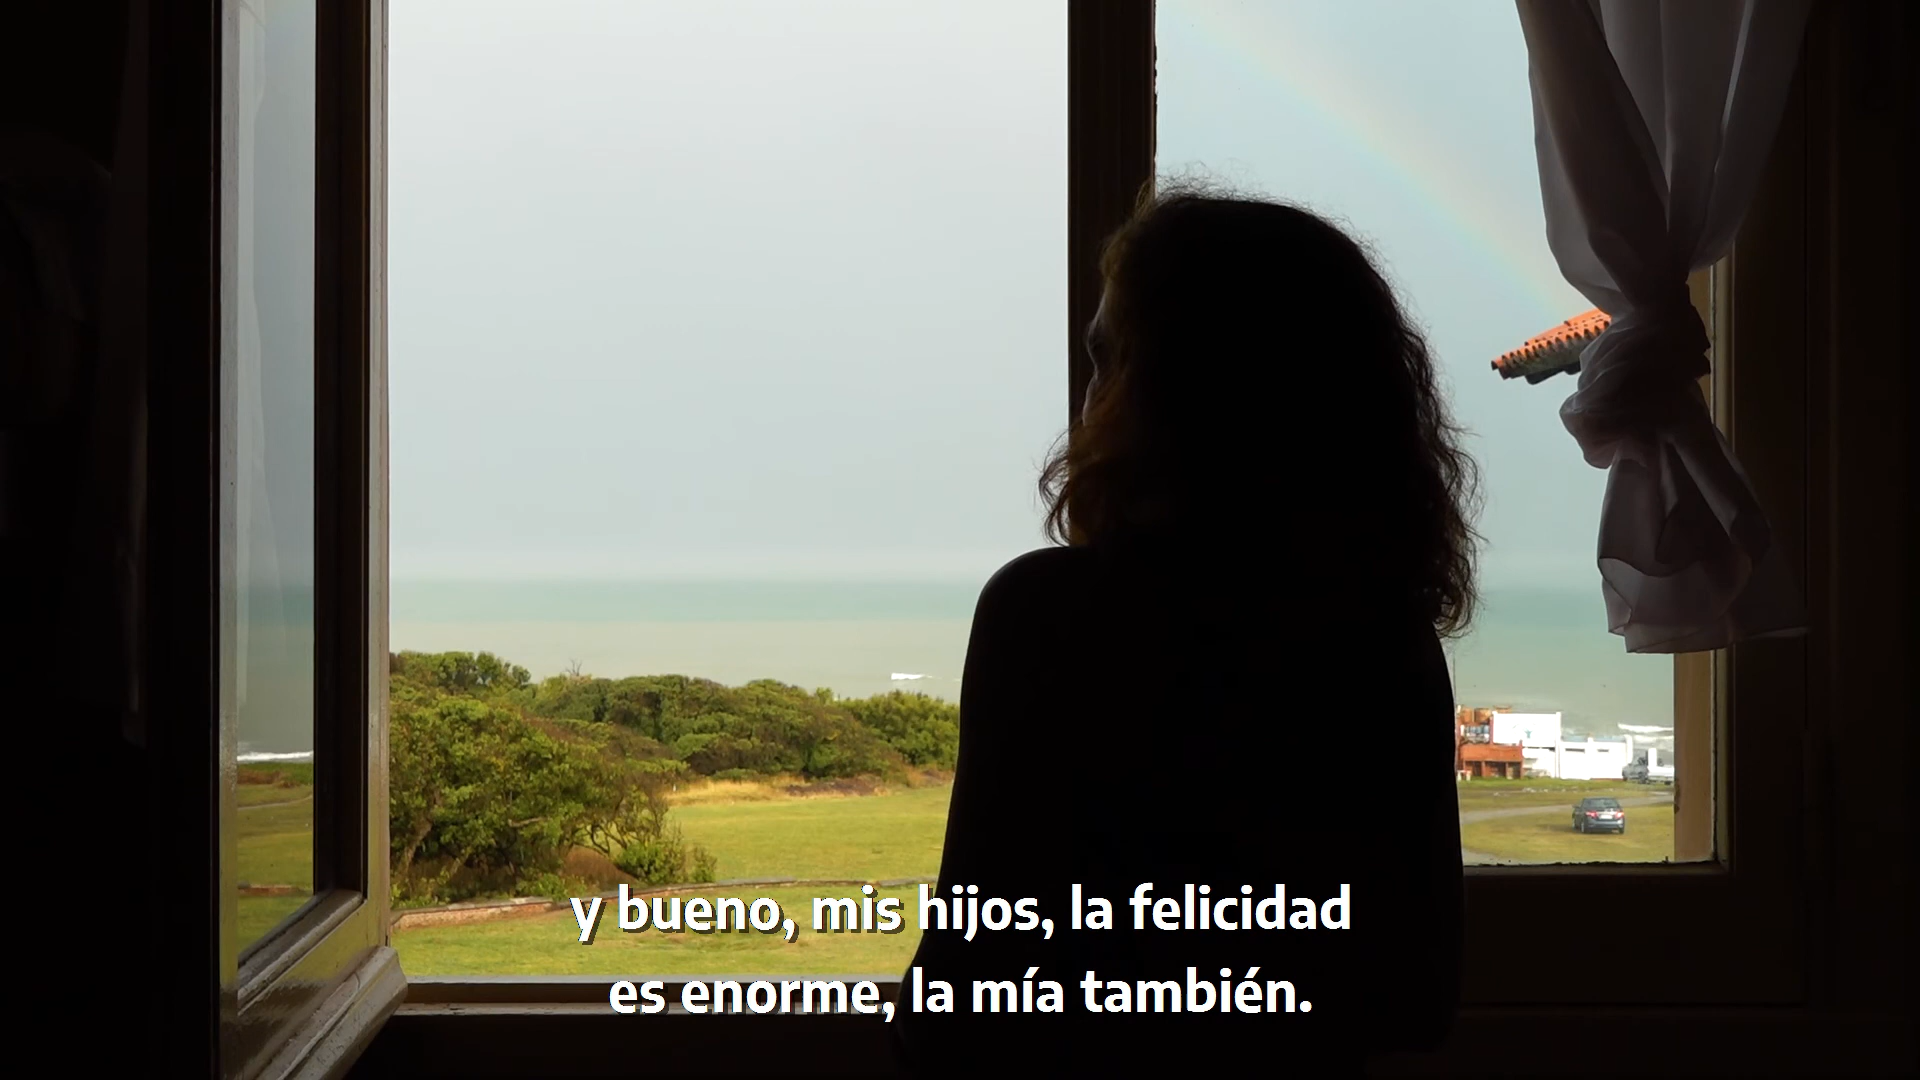 y bueno, mis hijos, la felicidad
es enorme, la mía también.